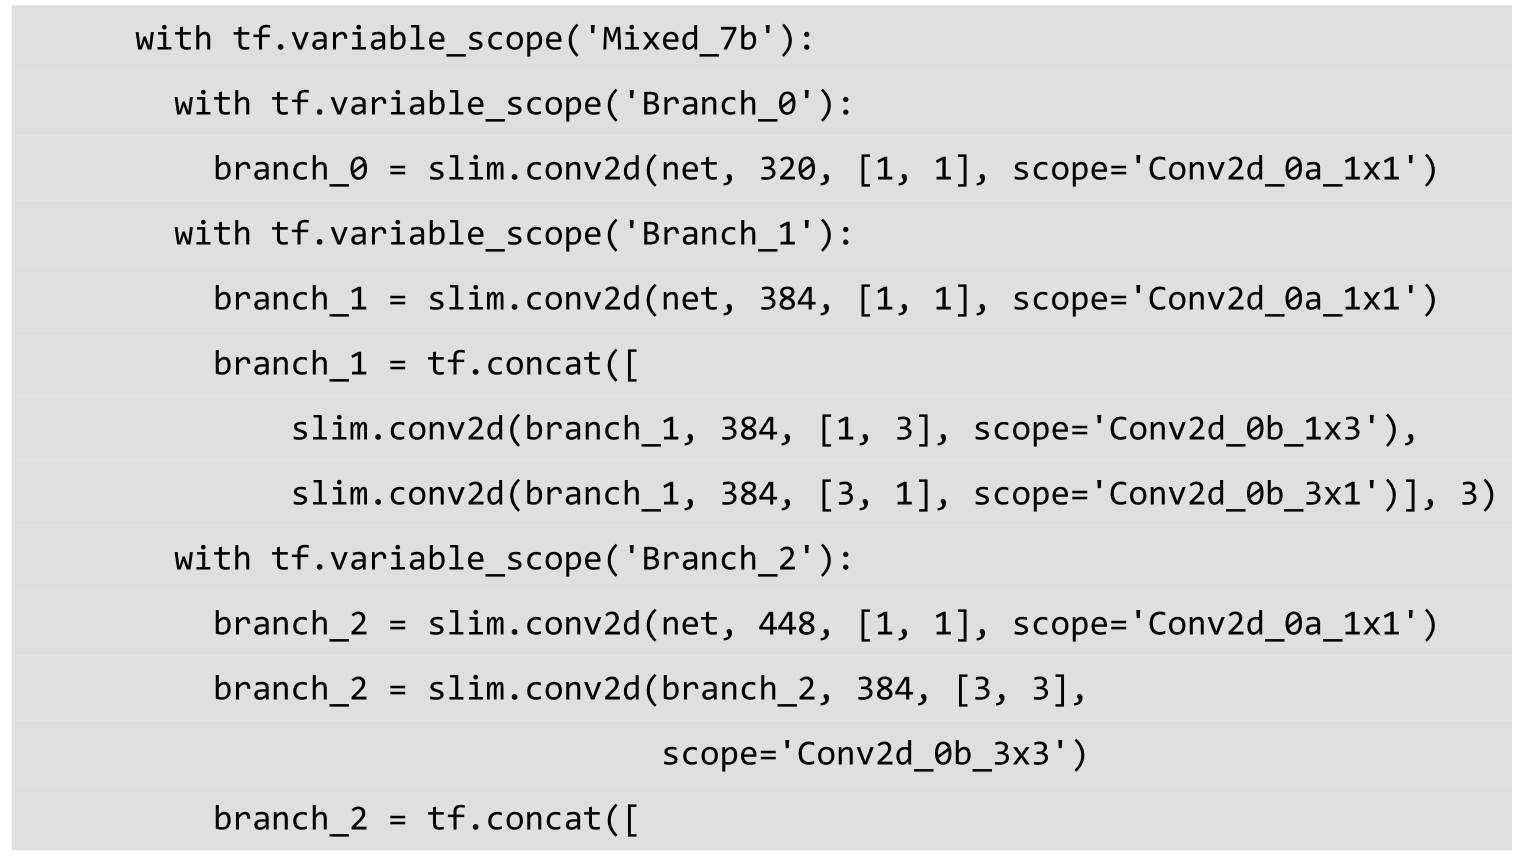 with tf.variable_scope('Mixed_7b'):
with tf.variable_scope('Branch_0'):
branch_0 = slim.conv2d(net, 320, [1, 1], scope='Conv2d_0a_1x1')
with tf.variable_scope('Branch_1'):
branch_1 = slim.conv2d(net, 384, [1, 1], scope='Conv2d_0a_1x1')
branch_1 = tf.concat([
slim.conv2d(branch_1, 384, [1, 3], scope='Conv2d_0b_1x3'),
slim.conv2d(branch_1, 384, [3, 1], scope='Conv2d_0b_3x1')], 3)
with tf.variable_scope('Branch_2'):
branch_2 = slim.conv2d(net, 448, [1, 1], scope='Conv2d_0a_1x1')
branch_2 = slim.conv2d(branch_2, 384, [3, 3],
scope='Conv2d_0b_3x3')
branch_2 = tf.concat([